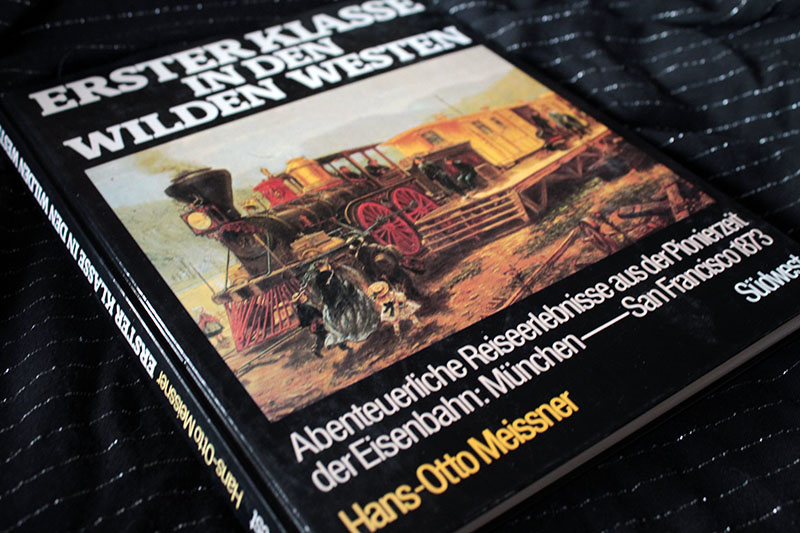 ERSTER KLASSE
IN DEN
WILDEN WESTEN
Abenteuerliche Reiseerlebnisse aus der Pionierzeit
der Eisenbahn: München — San Francisco 1873
Hans-Otto Meissner
Südwest
Hans-Otto Meissner ERSTER KLASSE IN DEN WILDEN WESTEN